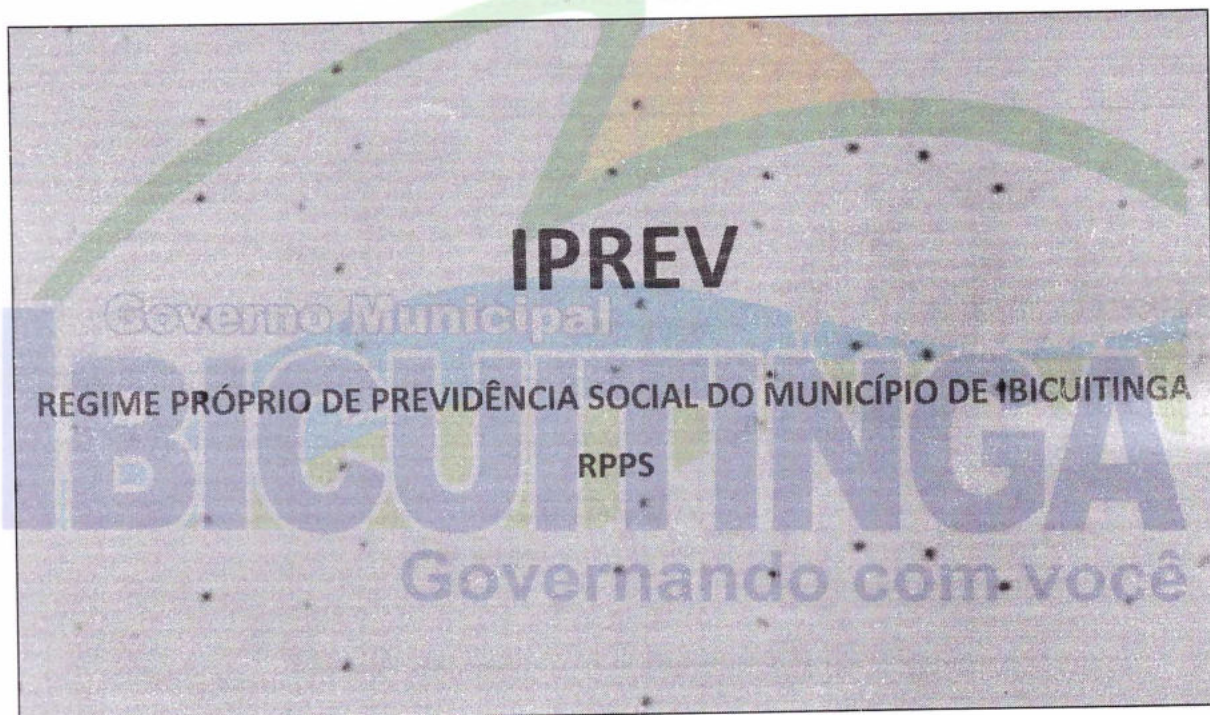 IPREV
Governo Municipal
REGIME PRÓPRIO DE PREVIDÊNCIA SOCIAL DO MUNICÍPIO DE IBICUITINGA
RPPS
IBICUITINGA
Governando com você